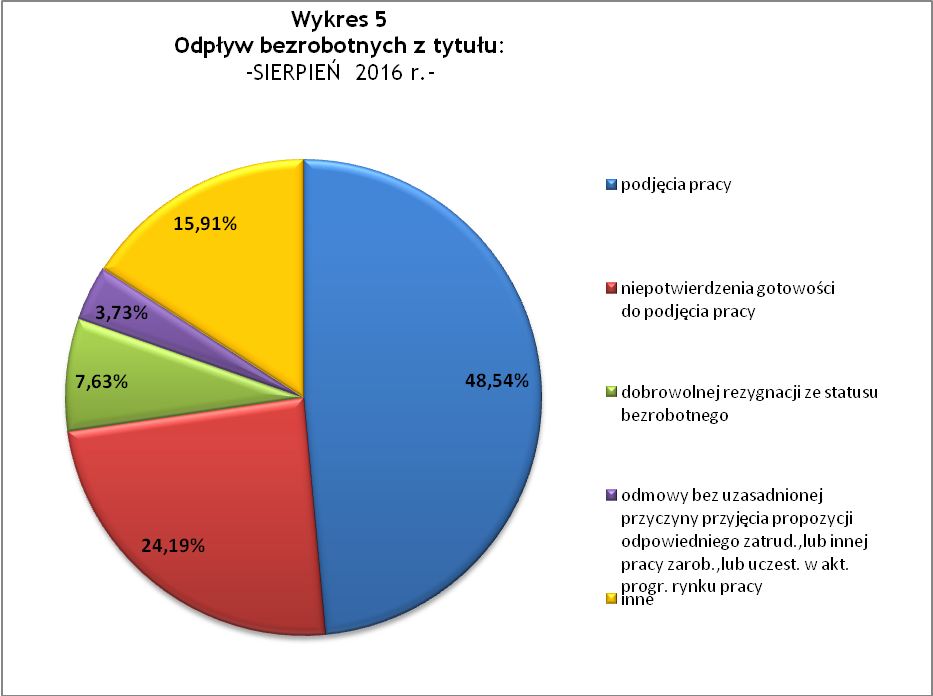 Wykres 5
Odpływ bezrobotnych z tytułu:
-SIERPIEŃ 2016 r.-
15,91%
3,73%
7,63%
48,54%
24,19%
podjęcia pracy
niepotwierdzenia gotowości
do podjęcia pracy
dobrowolnej rezygnacji ze statusu
bezrobotnego
odmowy bez uzasadnionej
przyczyny przyjęcia propozycji
odpowiedniego zatrud.,lub innej
pracy zarob.,lub uczest. w akt.
progr. rynku pracy
inne